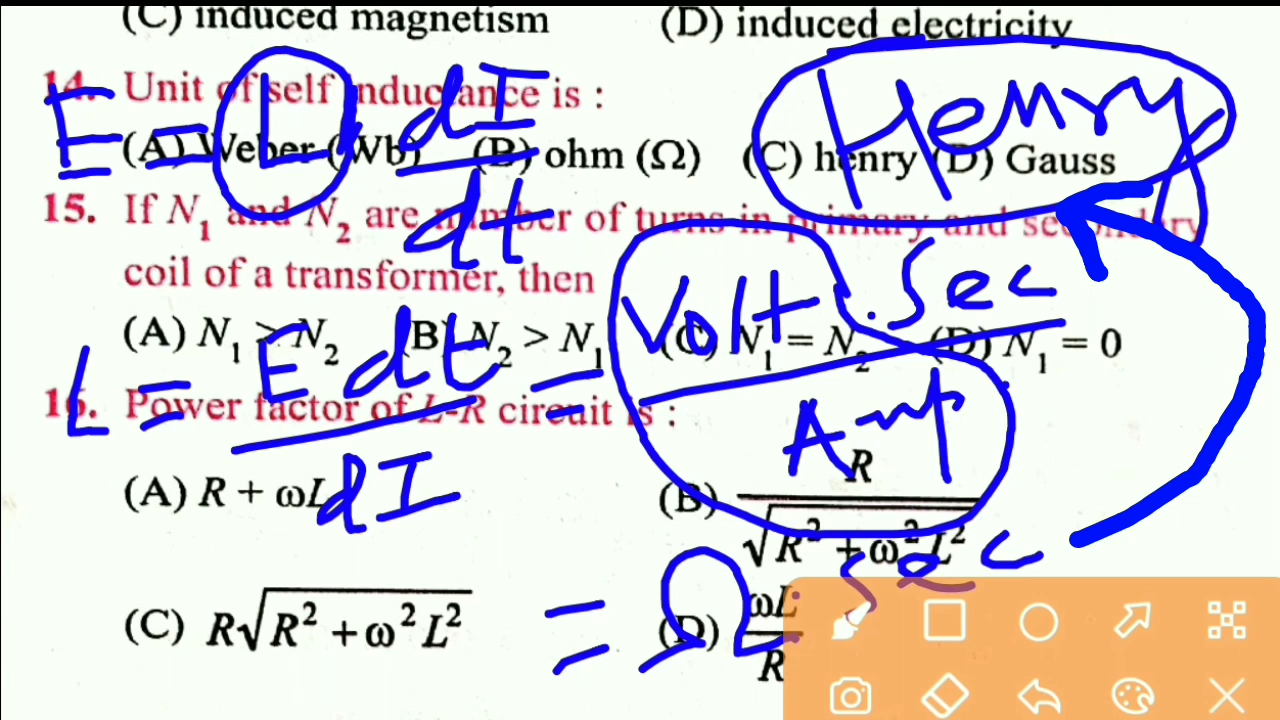 (C) induced magnetism (D) induced electricity
14. Unit of self inductance is :
(A) Weber (Wb) (B) ohm (Ω) (C) henry (D) Gauss
E = L dI/dt
Henry
15. If N₁ and N₂ are number of turns in primary and secondary
coil of a transformer, then
(A) N₁ > N₂ (B) N₂ > N₁ (C) N₁ = N₂ (D) N₁ = 0
L = E dt/dI = Volt.Sec/Amp
16. Power factor of L-R circuit is :
(A) R + ωL (B) R/√R² + ω²L²
(C) R√R² + ω²L² (D) ωL/R
= Ω sec